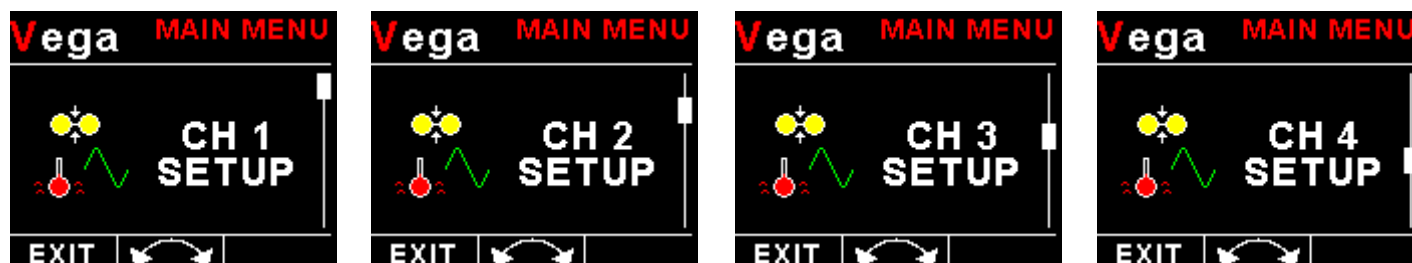 Vega MAIN MENU
CH 1
SETUP
EXIT
Vega MAIN MENU
CH 2
SETUP
EXIT
Vega MAIN MENU
CH 3
SETUP
EXIT
Vega MAIN MENU
CH 4
SETUP
EXIT